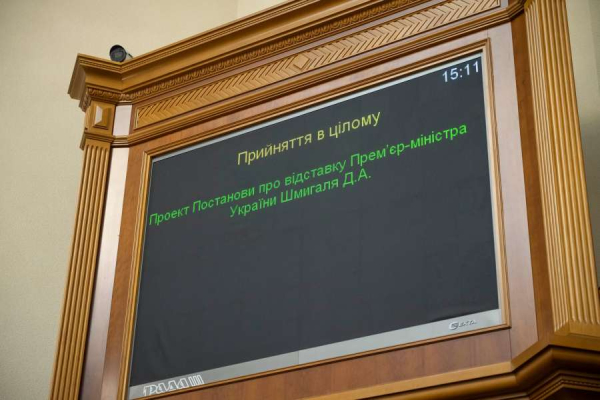 15:11
Прийняття в цілому
Проект Постанови про відставку Прем'єр-міністра
України Шмигаля Д.А.